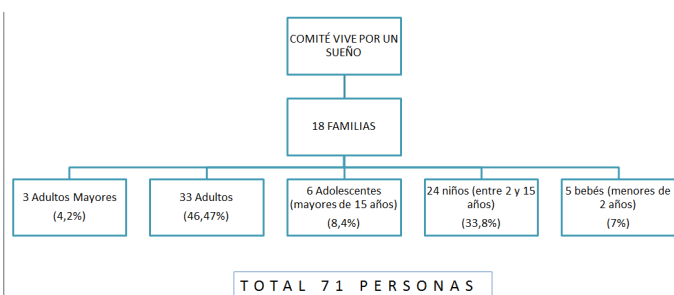 COMITÉ VIVE POR UN
SUEÑO
18 FAMILIAS
3 Adultos Mayores
(4,2%)
33 Adultos
(46,47%)
6 Adolescentes
(mayores de 15 años)
(8,4%)
24 niños (entre 2 y 15
años)
(33,8%)
5 bebés (menores de
2 años)
(7%)
TOTAL 71 PERSONAS